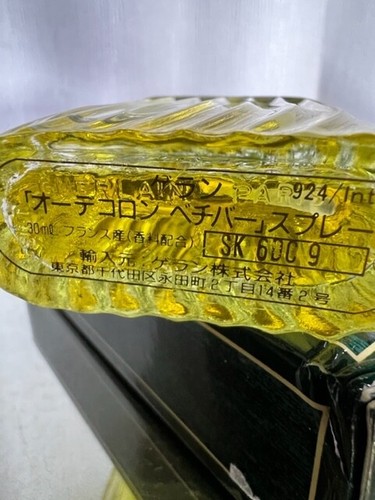 ゲラン 924/Int
「オーデコロン ベチバー」スプレー
30ml フランス産(香料配合) SK 6DC 9
輸入元 ゲラン株式会社
東京都千代田区永田町2丁目14番2号